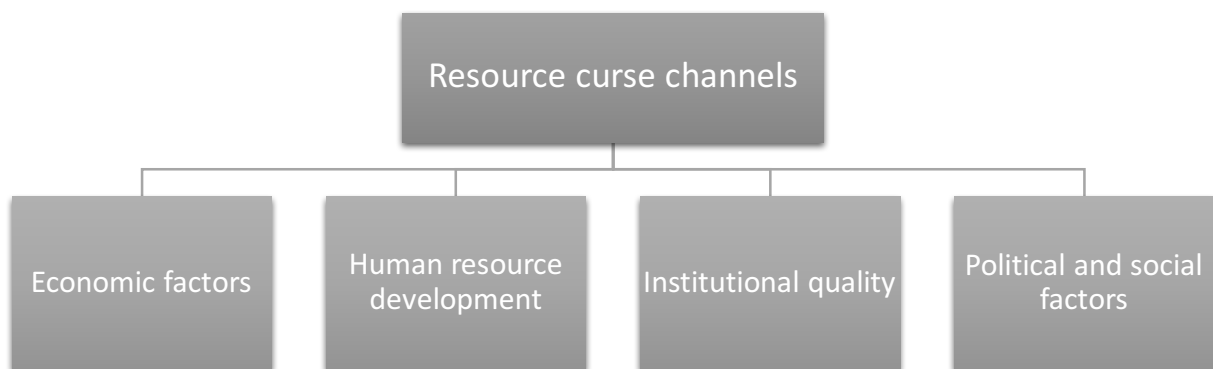 Resource curse channels
Economic factors
Human resource
development
Institutional quality
Political and social
factors